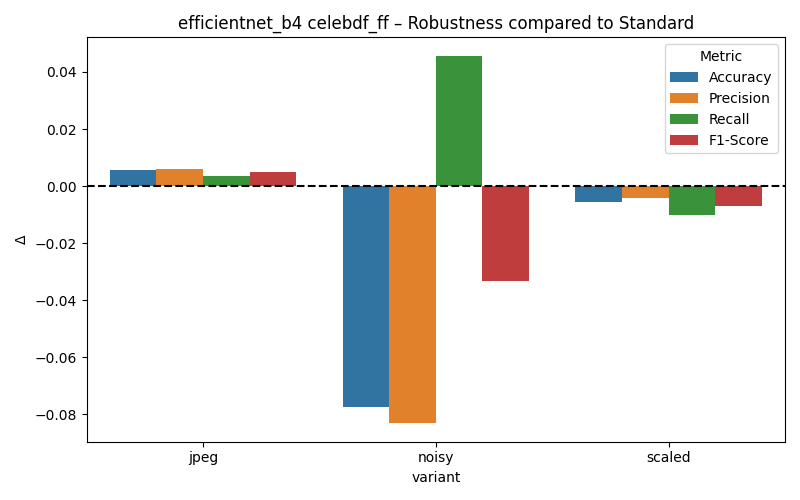 efficientnet_b4 celebdf_ff – Robustness compared to Standard
Metric
Accuracy
Precision
Recall
F1-Score
0.04
0.02
0.00
−0.02
−0.04
−0.06
−0.08
Δ
jpeg
noisy
scaled
variant